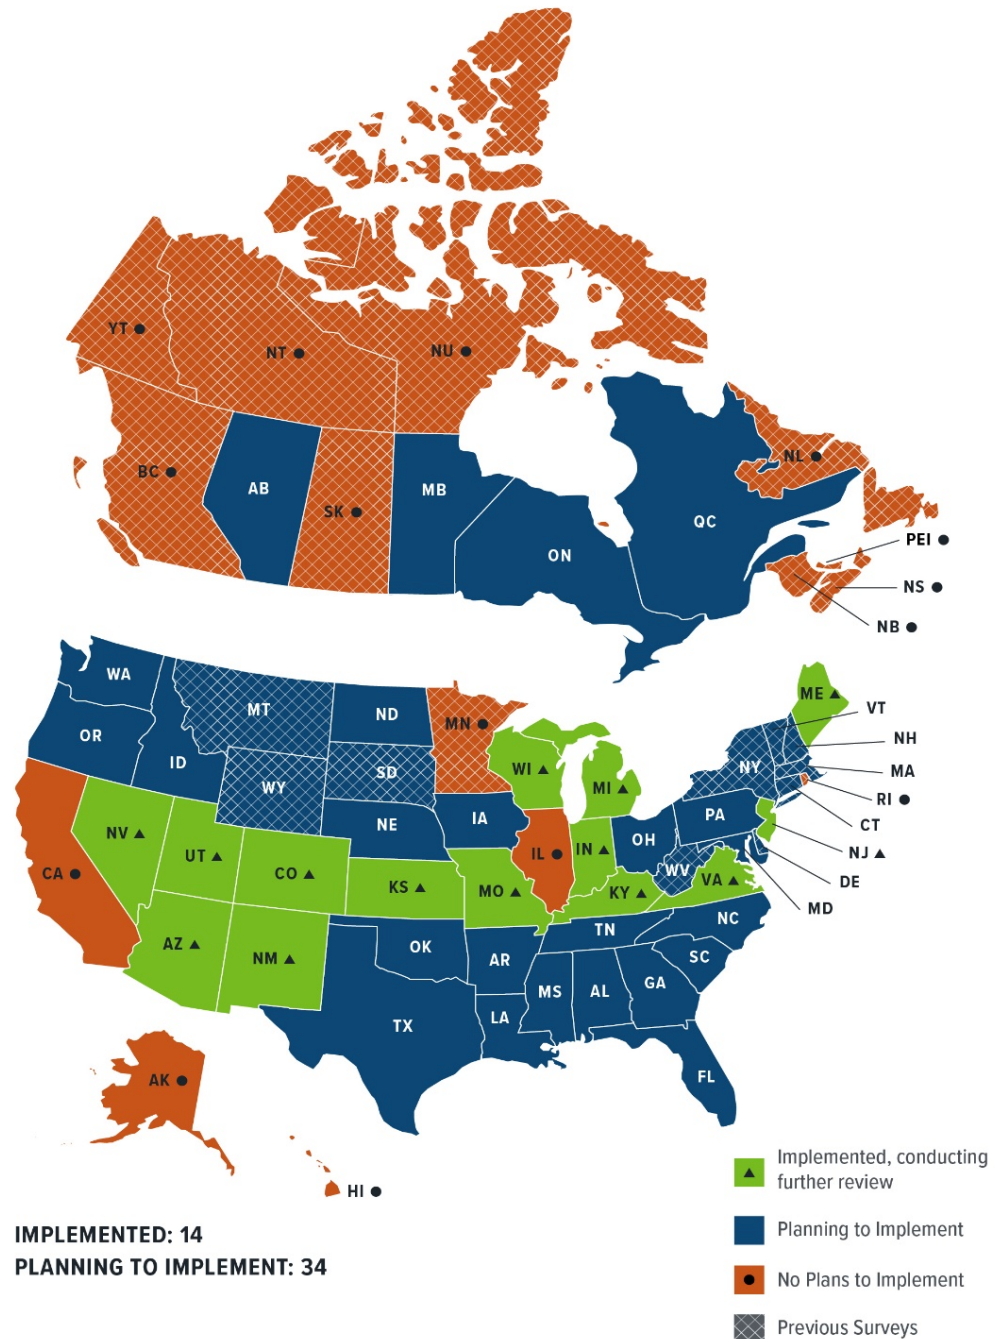 YT ●
NT ●
NU ●
BC ●
AB
SK ●
MB
ON
QC
NL ●
PEI ●
NS ●
NB ●
WA
OR
ID
MT
WY
ND
SD
NE
MN ●
IA
WI ▲
MI ▲
ME ▲
VT
NH
MA
RI ●
CT
NJ ▲
DE
MD
NY
PA
OH
WV
VA ▲
IN ▲
IL ●
KY ▲
NV ▲
UT ▲
CO ▲
KS ▲
MO ▲
CA ●
AZ ▲
NM ▲
OK
AR
TN
NC
SC
MS
AL
GA
LA
TX
FL
AK ●
HI ●
IMPLEMENTED: 14
PLANNING TO IMPLEMENT: 34
▲ Implemented, conducting
further review
Planning to Implement
● No Plans to Implement
Previous Surveys